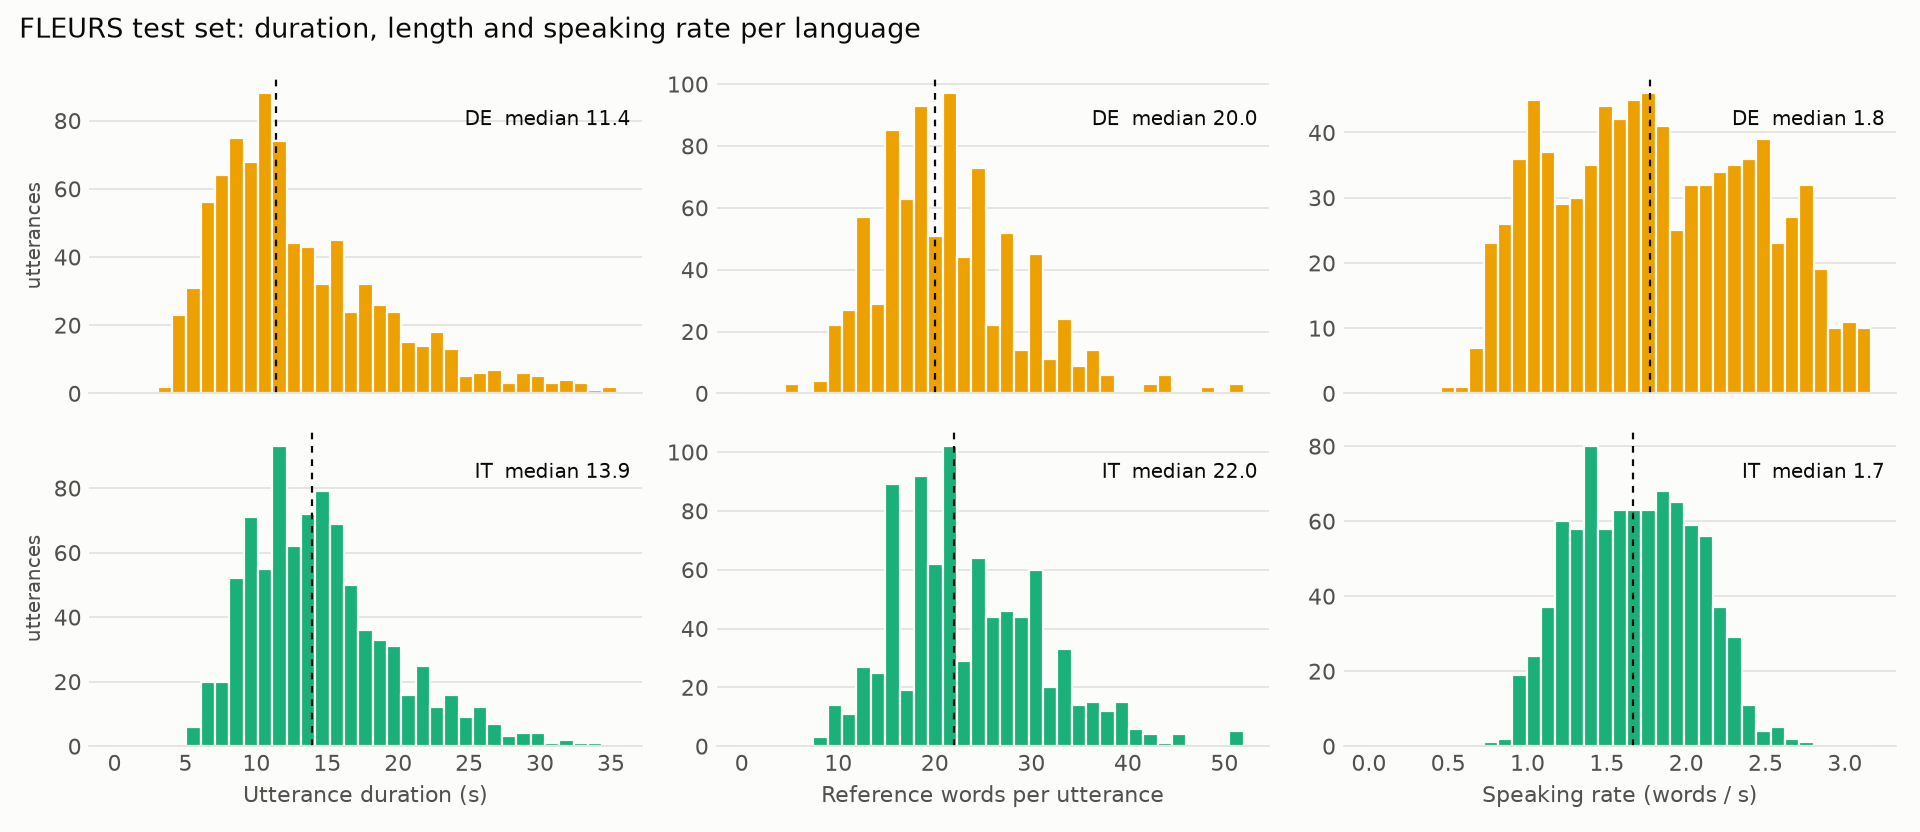 FLEURS test set: duration, length and speaking rate per language
utterances
0
20
40
60
80
DE median 11.4
0
20
40
60
80
100
DE median 20.0
0
10
20
30
40
DE median 1.8
utterances
0
20
40
60
80
IT median 13.9
0 5 10 15 20 25 30 35
Utterance duration (s)
0
20
40
60
80
100
IT median 22.0
0 10 20 30 40 50
Reference words per utterance
0
20
40
60
80
IT median 1.7
0.0 0.5 1.0 1.5 2.0 2.5 3.0
Speaking rate (words / s)